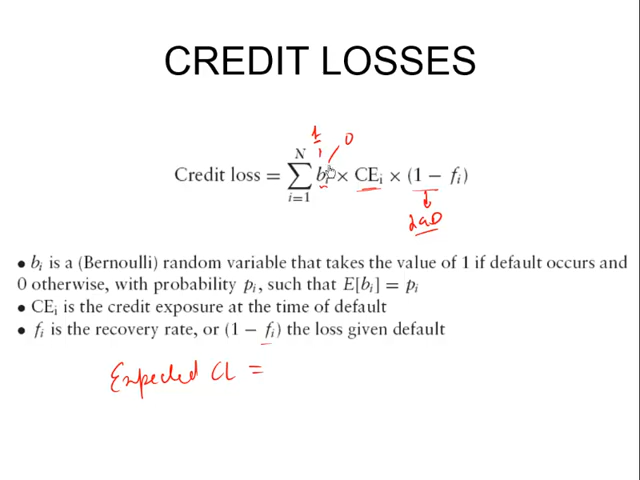 CREDIT LOSSES
1 0
Credit loss = \sum_{i=1}^{N} b_i × CE_i × (1 − f_i)
LGD
• b_i is a (Bernoulli) random variable that takes the value of 1 if default occurs and
0 otherwise, with probability p_i, such that E[b_i] = p_i
• CE_i is the credit exposure at the time of default
• f_i is the recovery rate, or (1 − f_i) the loss given default
Expected CL =